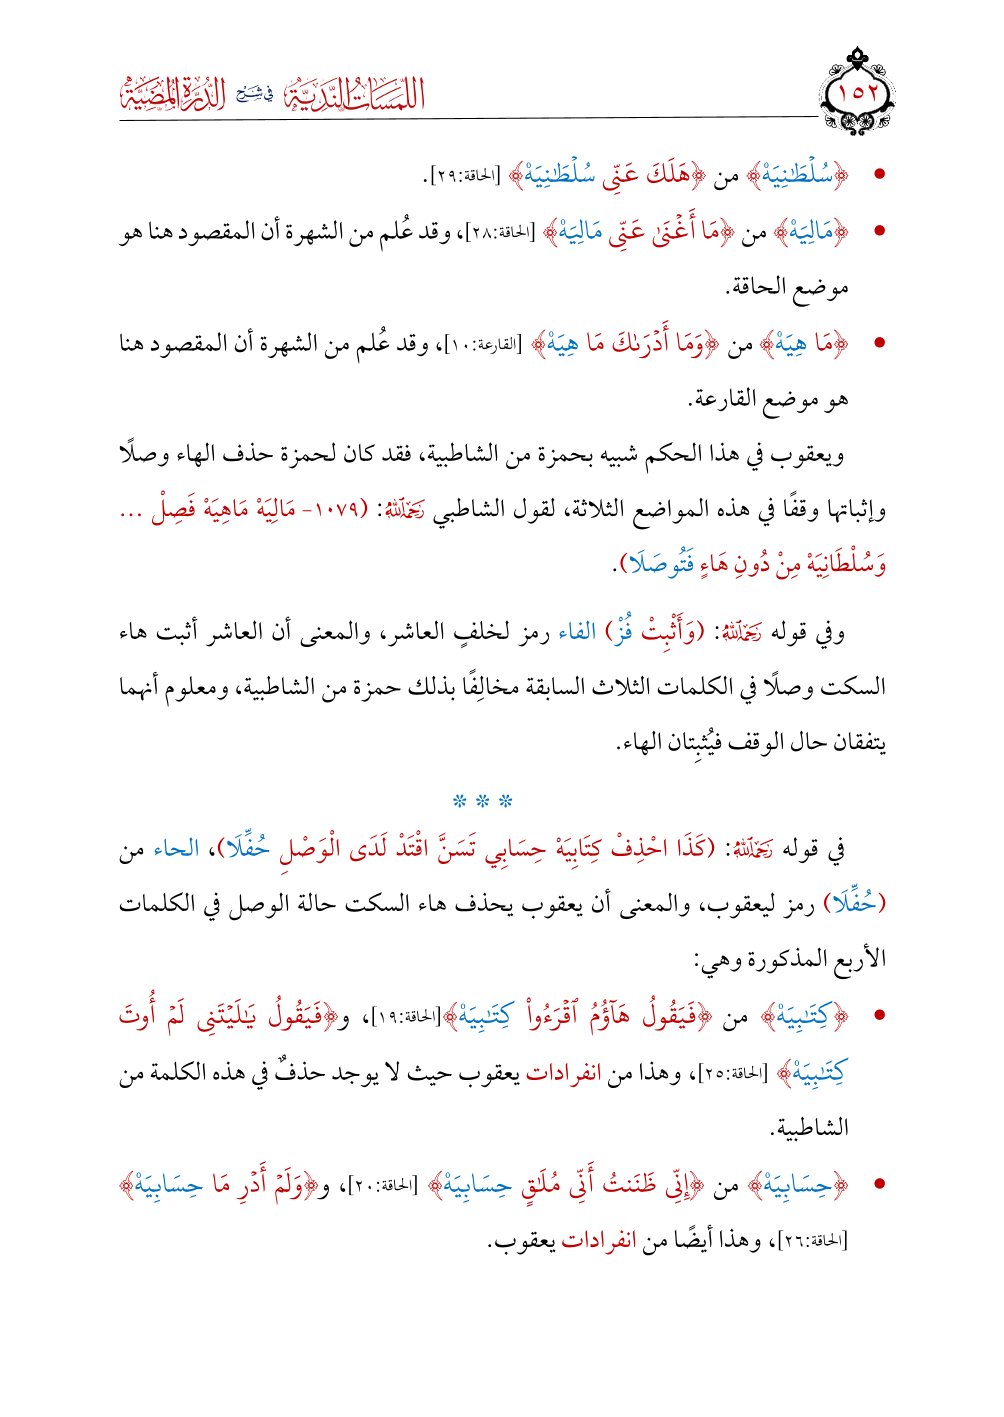 ١٥٢
اللمسات الندية في شرح الدرة المضية
• ﴿سُلْطَٰنِيَهْ﴾ من ﴿هَلَكَ عَنِّى سُلْطَٰنِيَهْ﴾ [الحاقة:٢٩].
• ﴿مَالِيَهْ﴾ من ﴿مَا أَغْنَىٰ عَنِّى مَالِيَهْ﴾ [الحاقة:٢٨]، وقد عُلم من الشهرة أن المقصود هنا هو
موضع الحاقة.
• ﴿مَا هِيَهْ﴾ من ﴿وَمَا أَدْرَىٰكَ مَا هِيَهْ﴾ [القارعة:١٠]، وقد عُلم من الشهرة أن المقصود هنا
هو موضع القارعة.
ويعقوب في هذا الحكم شبيه بحمزة من الشاطبية، فقد كان لحمزة حذف الهاء وصلًا
وإثباتها وقفًا في هذه المواضع الثلاثة، لقول الشاطبي رَحِمَهُ ٱللَّهُ: (١٠٧٩- مَالِيَهْ مَاهِيَهْ فَصِلْ ...
وَسُلْطَانِيَهْ مِنْ دُونِ هَاءٍ فَتُوصَلَا).
وفي قوله رَحِمَهُ ٱللَّهُ: (وَأَثْبِتْ فُزْ) الفاء رمز لخلفٍ العاشر، والمعنى أن العاشر أثبت هاء
السكت وصلًا في الكلمات الثلاث السابقة مخالِفًا بذلك حمزة من الشاطبية، ومعلوم أنهما
يتفقان حال الوقف فيُثبِتان الهاء.
* * *
في قوله رَحِمَهُ ٱللَّهُ: (كَذَا احْذِفْ كِتَابِيَهْ حِسَابِي تَسَنَّ اقْتَدْ لَدَى الْوَصْلِ حُفِّلَا)، الحاء من
(حُفِّلَا) رمز ليعقوب، والمعنى أن يعقوب يحذف هاء السكت حالة الوصل في الكلمات
الأربع المذكورة وهي:
• ﴿كِتَٰبِيَهْ﴾ من ﴿فَيَقُولُ هَآؤُمُ ٱقْرَءُواْ كِتَٰبِيَهْ﴾[الحاقة:١٩]، و﴿فَيَقُولُ يَٰلَيْتَنِى لَمْ أُوتَ
كِتَٰبِيَهْ﴾ [الحاقة:٢٥]، وهذا من انفرادات يعقوب حيث لا يوجد حذفٌ في هذه الكلمة من
الشاطبية.
• ﴿حِسَابِيَهْ﴾ من ﴿إِنِّى ظَنَنتُ أَنِّى مُلَٰقٍ حِسَابِيَهْ﴾ [الحاقة:٢٠]، و﴿وَلَمْ أَدْرِ مَا حِسَابِيَهْ﴾
[الحاقة:٢٦]، وهذا أيضًا من انفرادات يعقوب.